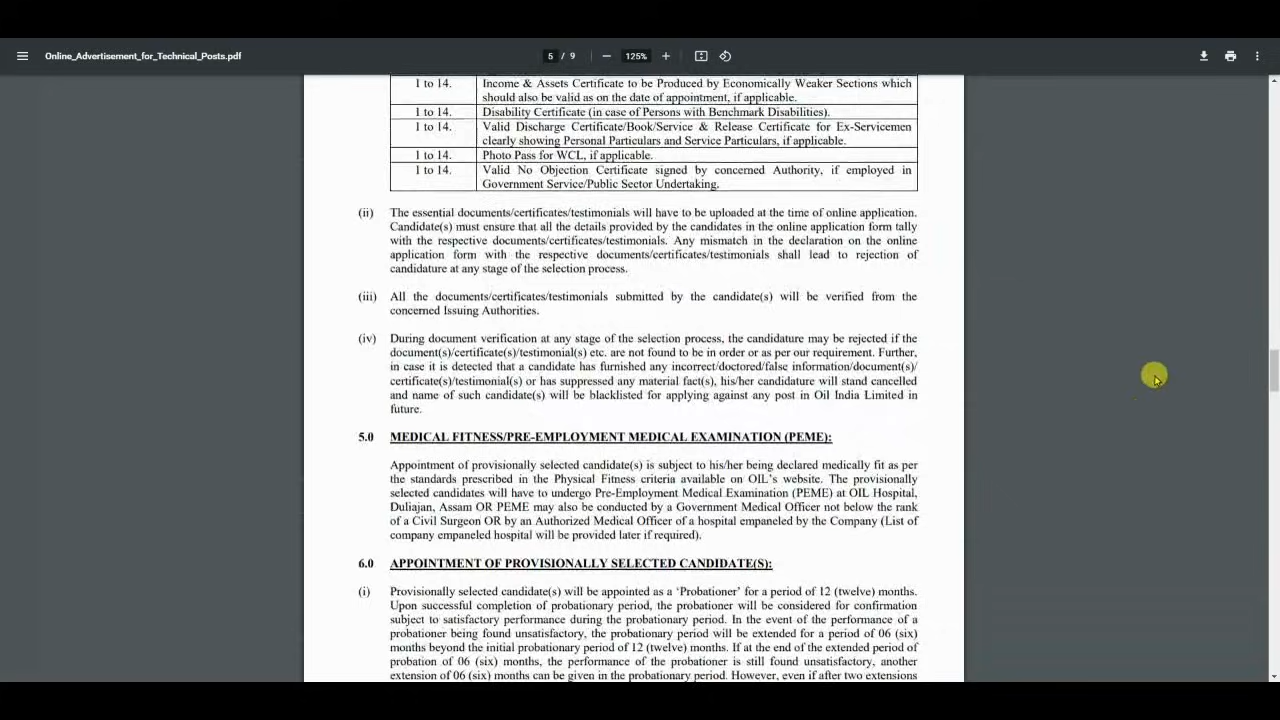 Online_Advertisement_for_Technical_Posts.pdf
5 / 9
125%
1 to 14. Income & Assets Certificate to be Produced by Economically Weaker Sections which
should also be valid as on the date of appointment, if applicable.
1 to 14. Disability Certificate (in case of Persons with Benchmark Disabilities).
1 to 14. Valid Discharge Certificate/Book/Service & Release Certificate for Ex-Servicemen
clearly showing Personal Particulars and Service Particulars, if applicable.
1 to 14. Photo Pass for WCL, if applicable.
1 to 14. Valid No Objection Certificate signed by concerned Authority, if employed in
Government Service/Public Sector Undertaking.
(ii) The essential documents/certificates/testimonials will have to be uploaded at the time of online application.
Candidate(s) must ensure that all the details provided by the candidates in the online application form tally
with the respective documents/certificates/testimonials. Any mismatch in the declaration on the online
application form with the respective documents/certificates/testimonials shall lead to rejection of
candidature at any stage of the selection process.
(iii) All the documents/certificates/testimonials submitted by the candidate(s) will be verified from the
concerned Issuing Authorities.
(iv) During document verification at any stage of the selection process, the candidature may be rejected if the
document(s)/certificate(s)/testimonial(s) etc. are not found to be in order or as per our requirement. Further,
in case it is detected that a candidate has furnished any incorrect/doctored/false information/document(s)/
certificate(s)/testimonial(s) or has suppressed any material fact(s), his/her candidature will stand cancelled
and name of such candidate(s) will be blacklisted for applying against any post in Oil India Limited in
future.
5.0 MEDICAL FITNESS/PRE-EMPLOYMENT MEDICAL EXAMINATION (PEME):
Appointment of provisionally selected candidate(s) is subject to his/her being declared medically fit as per
the standards prescribed in the Physical Fitness criteria available on OIL's website. The provisionally
selected candidates will have to undergo Pre-Employment Medical Examination (PEME) at OIL Hospital,
Duliajan, Assam OR PEME may also be conducted by a Government Medical Officer not below the rank
of a Civil Surgeon OR by an Authorized Medical Officer of a hospital empaneled by the Company (List of
company empaneled hospital will be provided later if required).
6.0 APPOINTMENT OF PROVISIONALLY SELECTED CANDIDATE(S):
(i) Provisionally selected candidate(s) will be appointed as a ‘Probationer’ for a period of 12 (twelve) months.
Upon successful completion of probationary period, the probationer will be considered for confirmation
subject to satisfactory performance during the probationary period. In the event of the performance of a
probationer being found unsatisfactory, the probationary period will be extended for a period of 06 (six)
months beyond the initial probationary period of 12 (twelve) months. If at the end of the extended period of
probation of 06 (six) months, the performance of the probationer is still found unsatisfactory, another
extension of 06 (six) months can be given in the probationary period. However, even if after two extensions